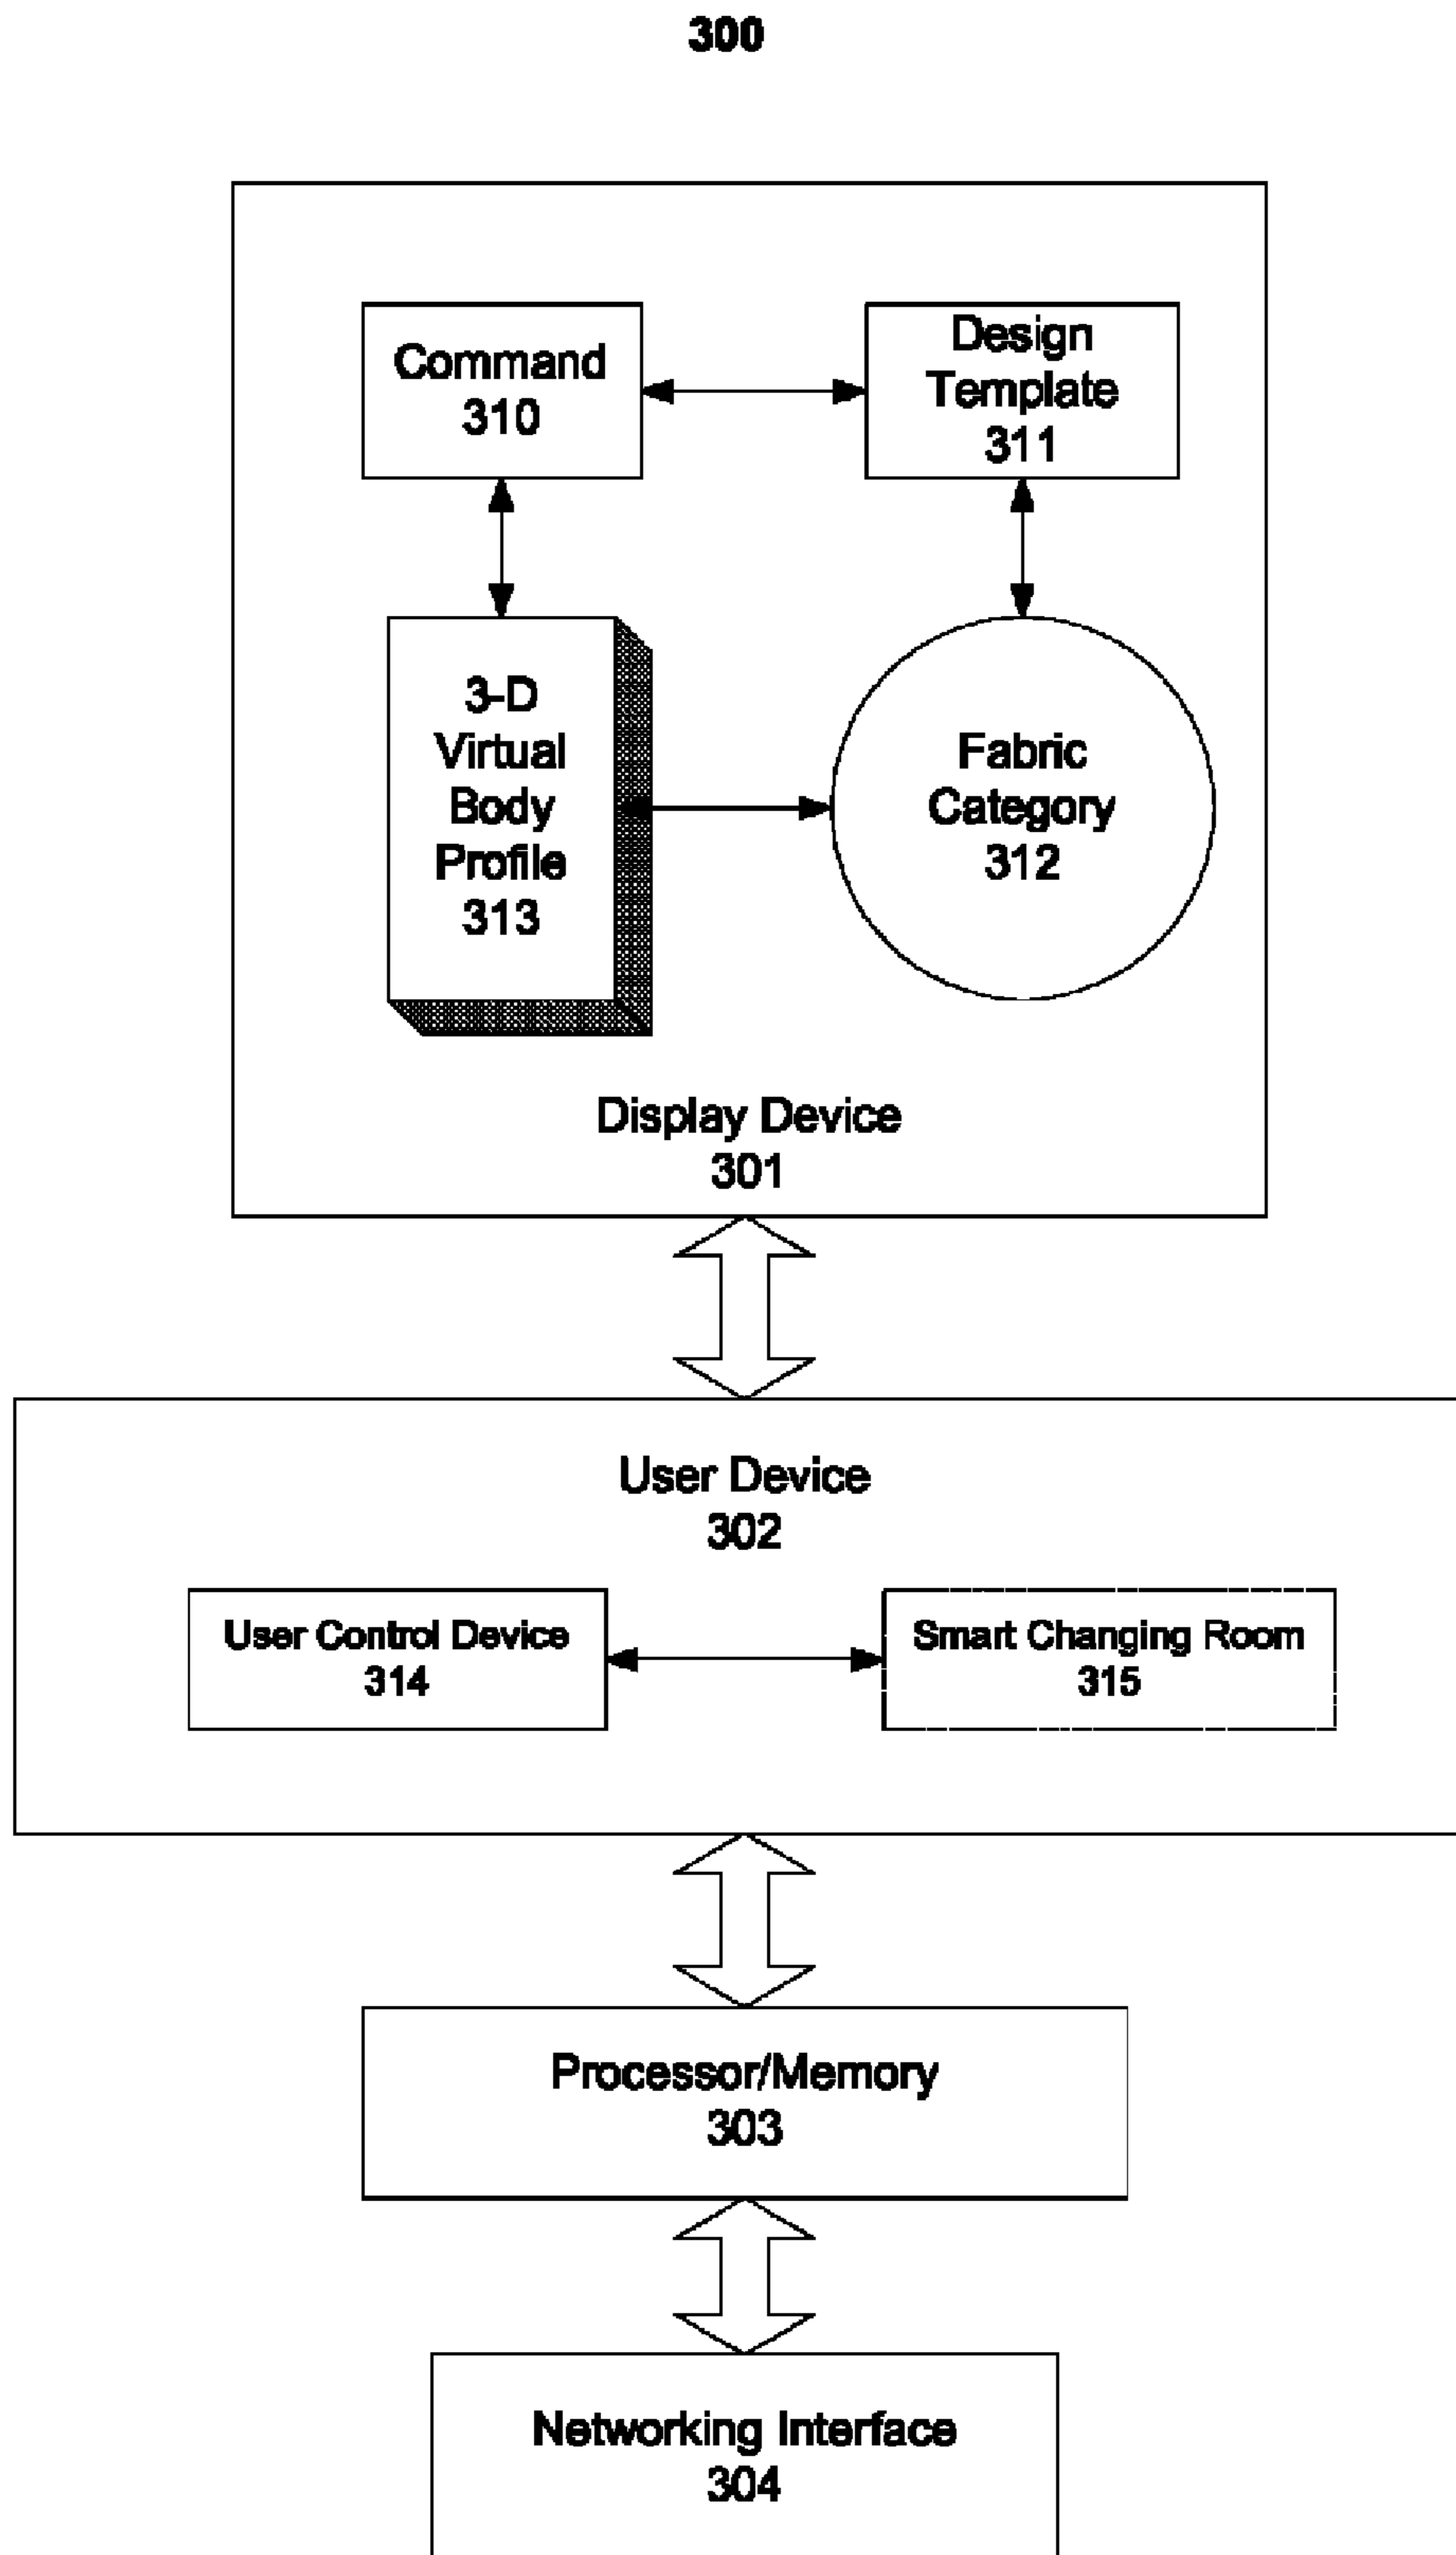 300
Command
310
Design
Template
311
3-D
Virtual
Body
Profile
313
Fabric
Category
312
Display Device
301
User Device
302
User Control Device
314
Smart Changing Room
315
Processor/Memory
303
Networking Interface
304